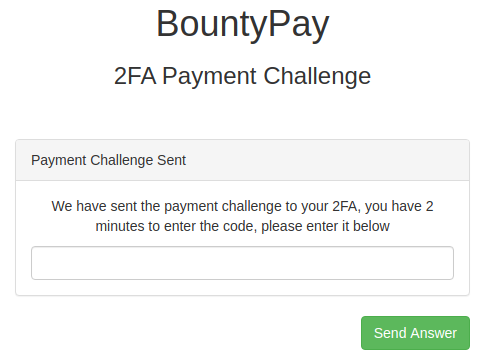 BountyPay
2FA Payment Challenge
Payment Challenge Sent
We have sent the payment challenge to your 2FA, you have 2
minutes to enter the code, please enter it below
Send Answer